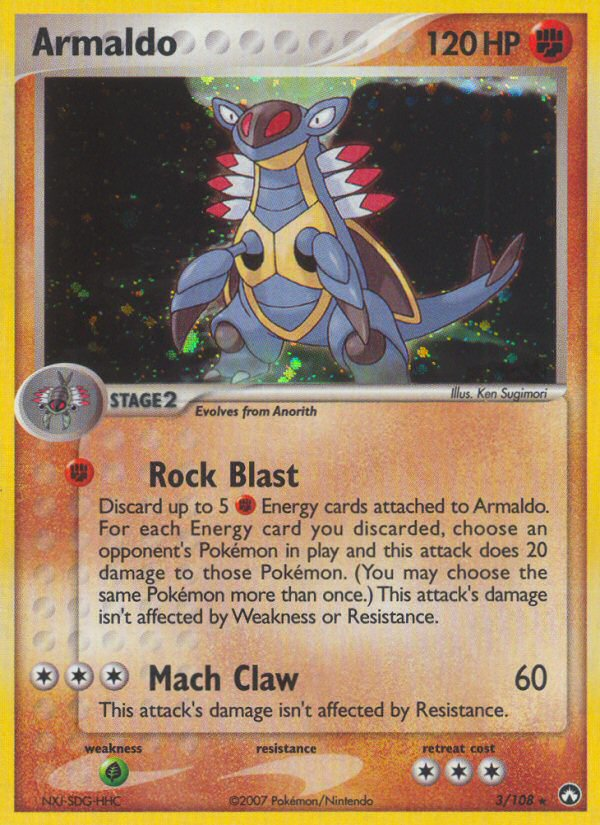 Armaldo 120 HP
Illus. Ken Sugimori
STAGE 2
Evolves from Anorith
Rock Blast
Discard up to 5 Energy cards attached to Armaldo.
For each Energy card you discarded, choose an
opponent's Pokémon in play and this attack does 20
damage to those Pokémon. (You may choose the
same Pokémon more than once.) This attack's damage
isn't affected by Weakness or Resistance.
Mach Claw 60
This attack's damage isn't affected by Resistance.
weakness resistance retreat cost
NXJ-SDG-HHC ©2007 Pokémon/Nintendo 3/108 ★